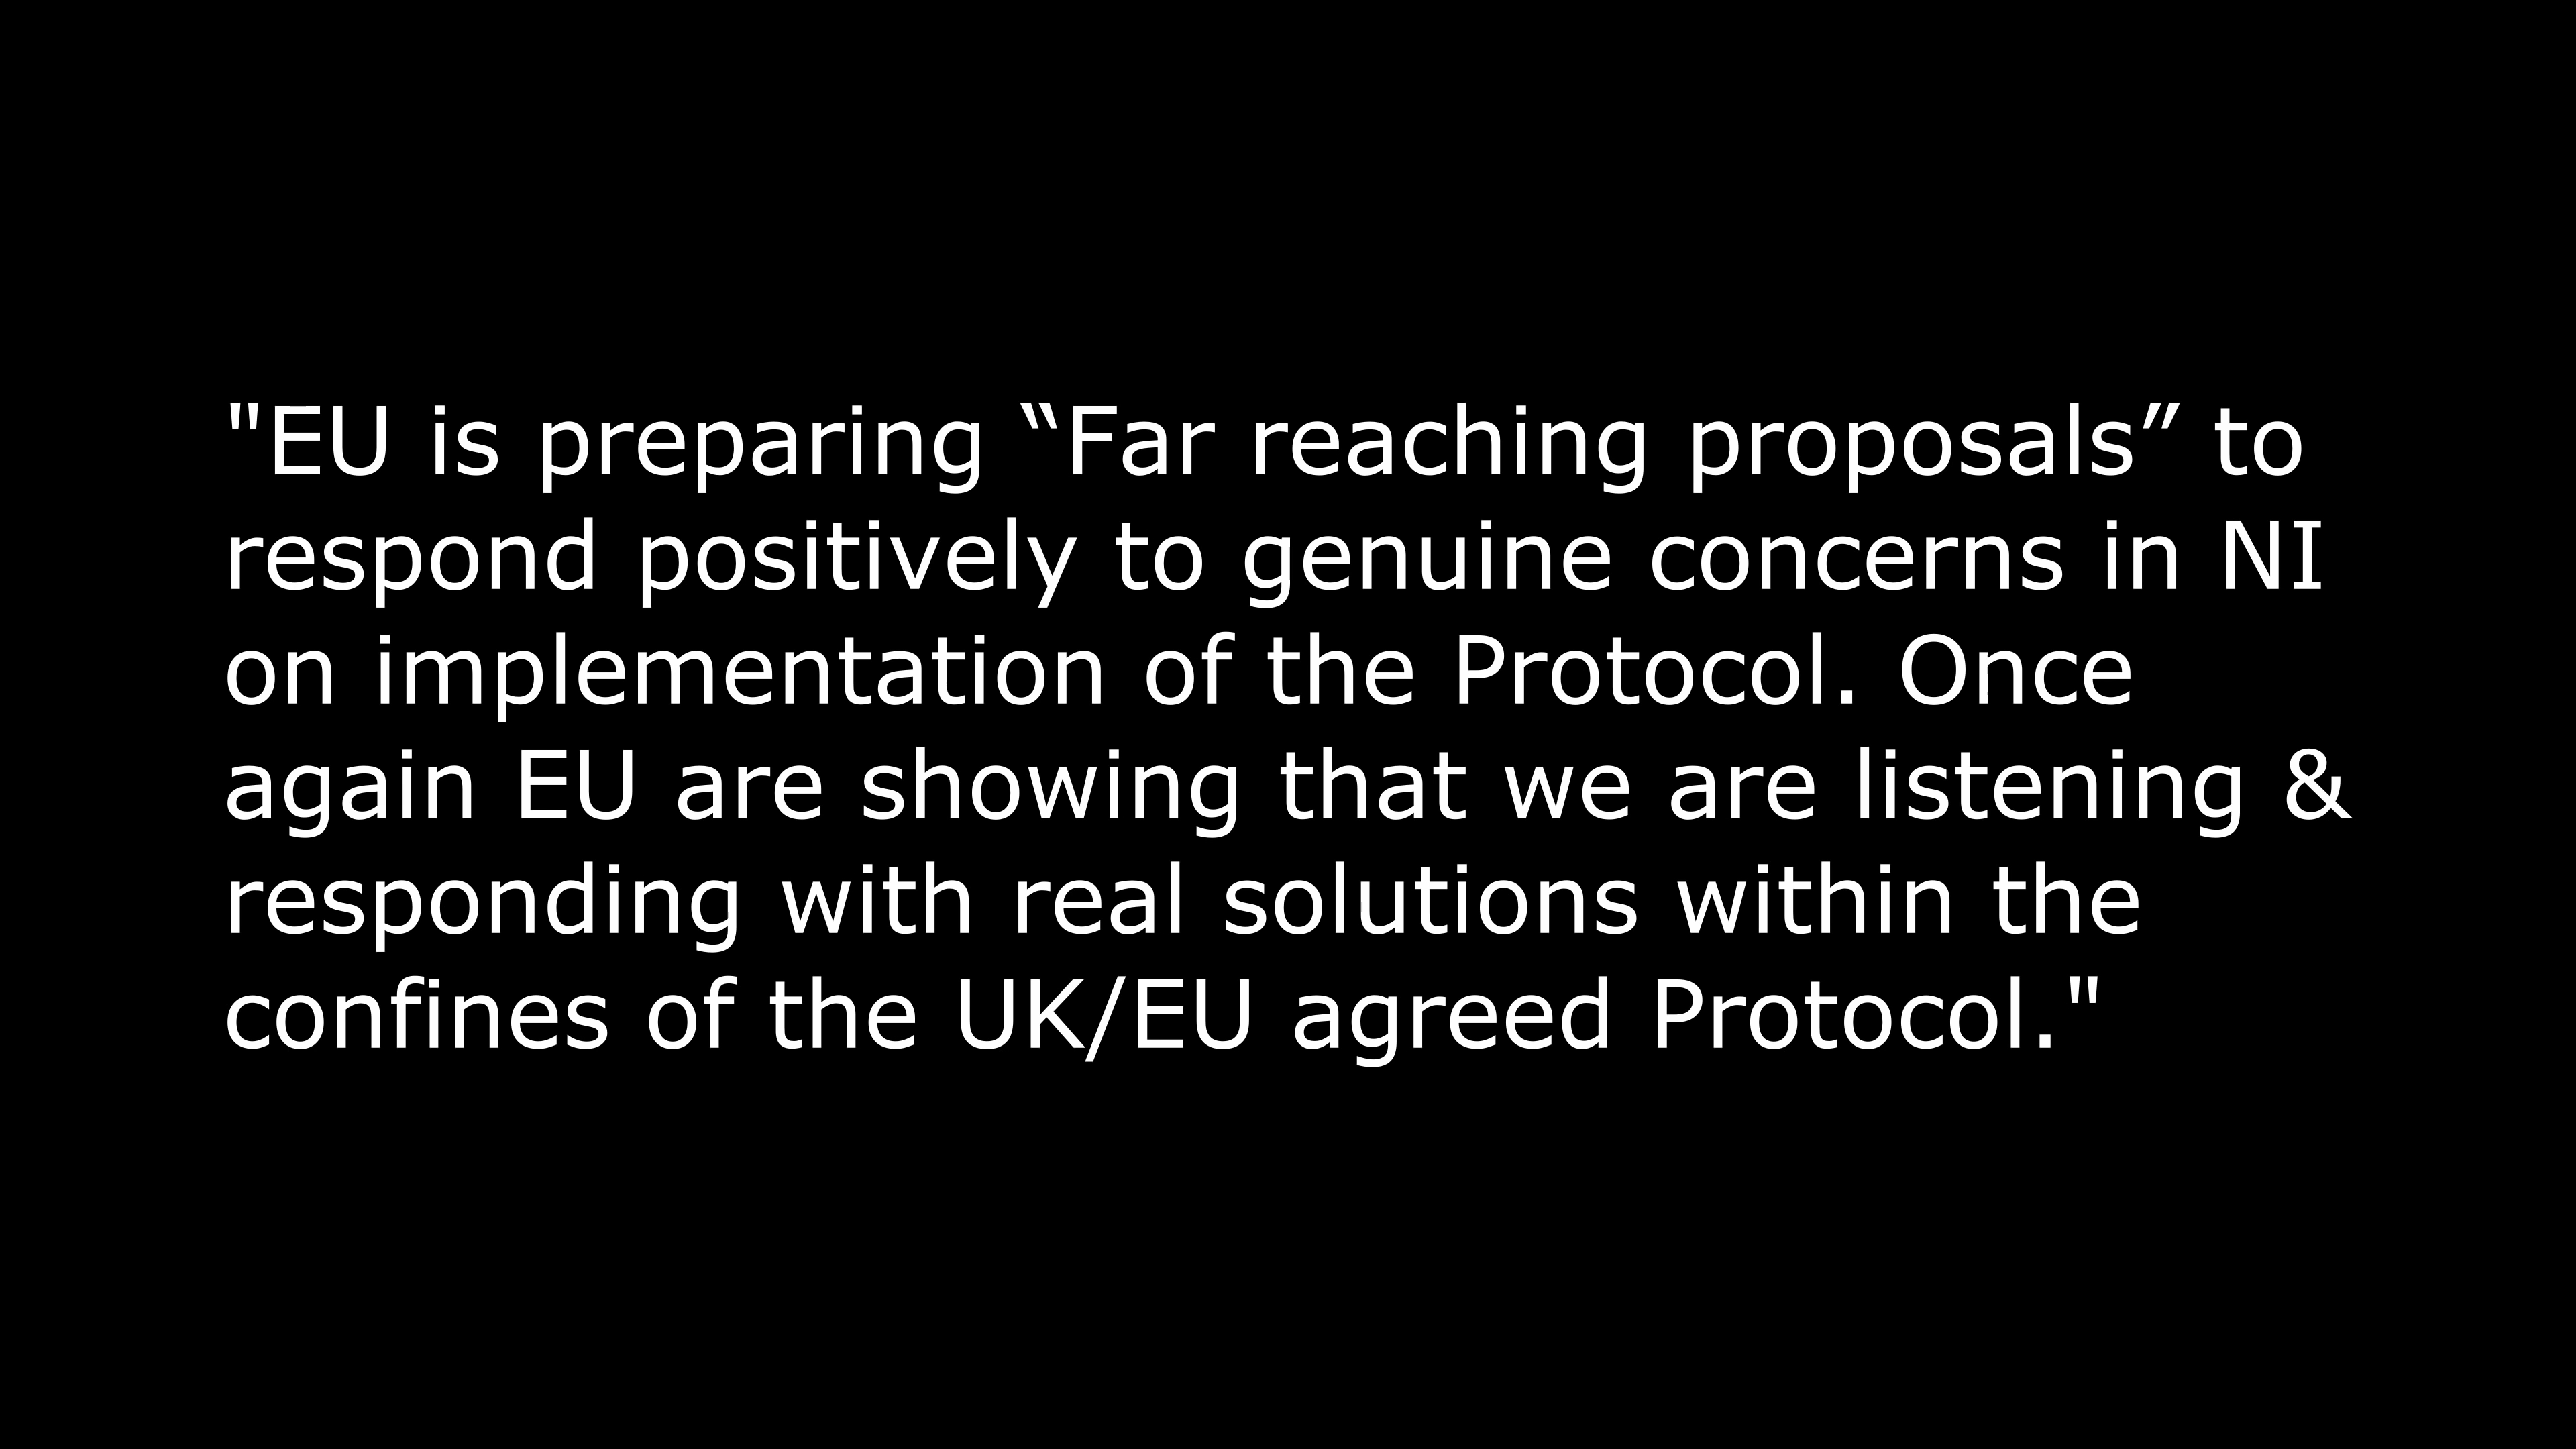 "EU is preparing “Far reaching proposals” to
respond positively to genuine concerns in NI
on implementation of the Protocol. Once
again EU are showing that we are listening &
responding with real solutions within the
confines of the UK/EU agreed Protocol."